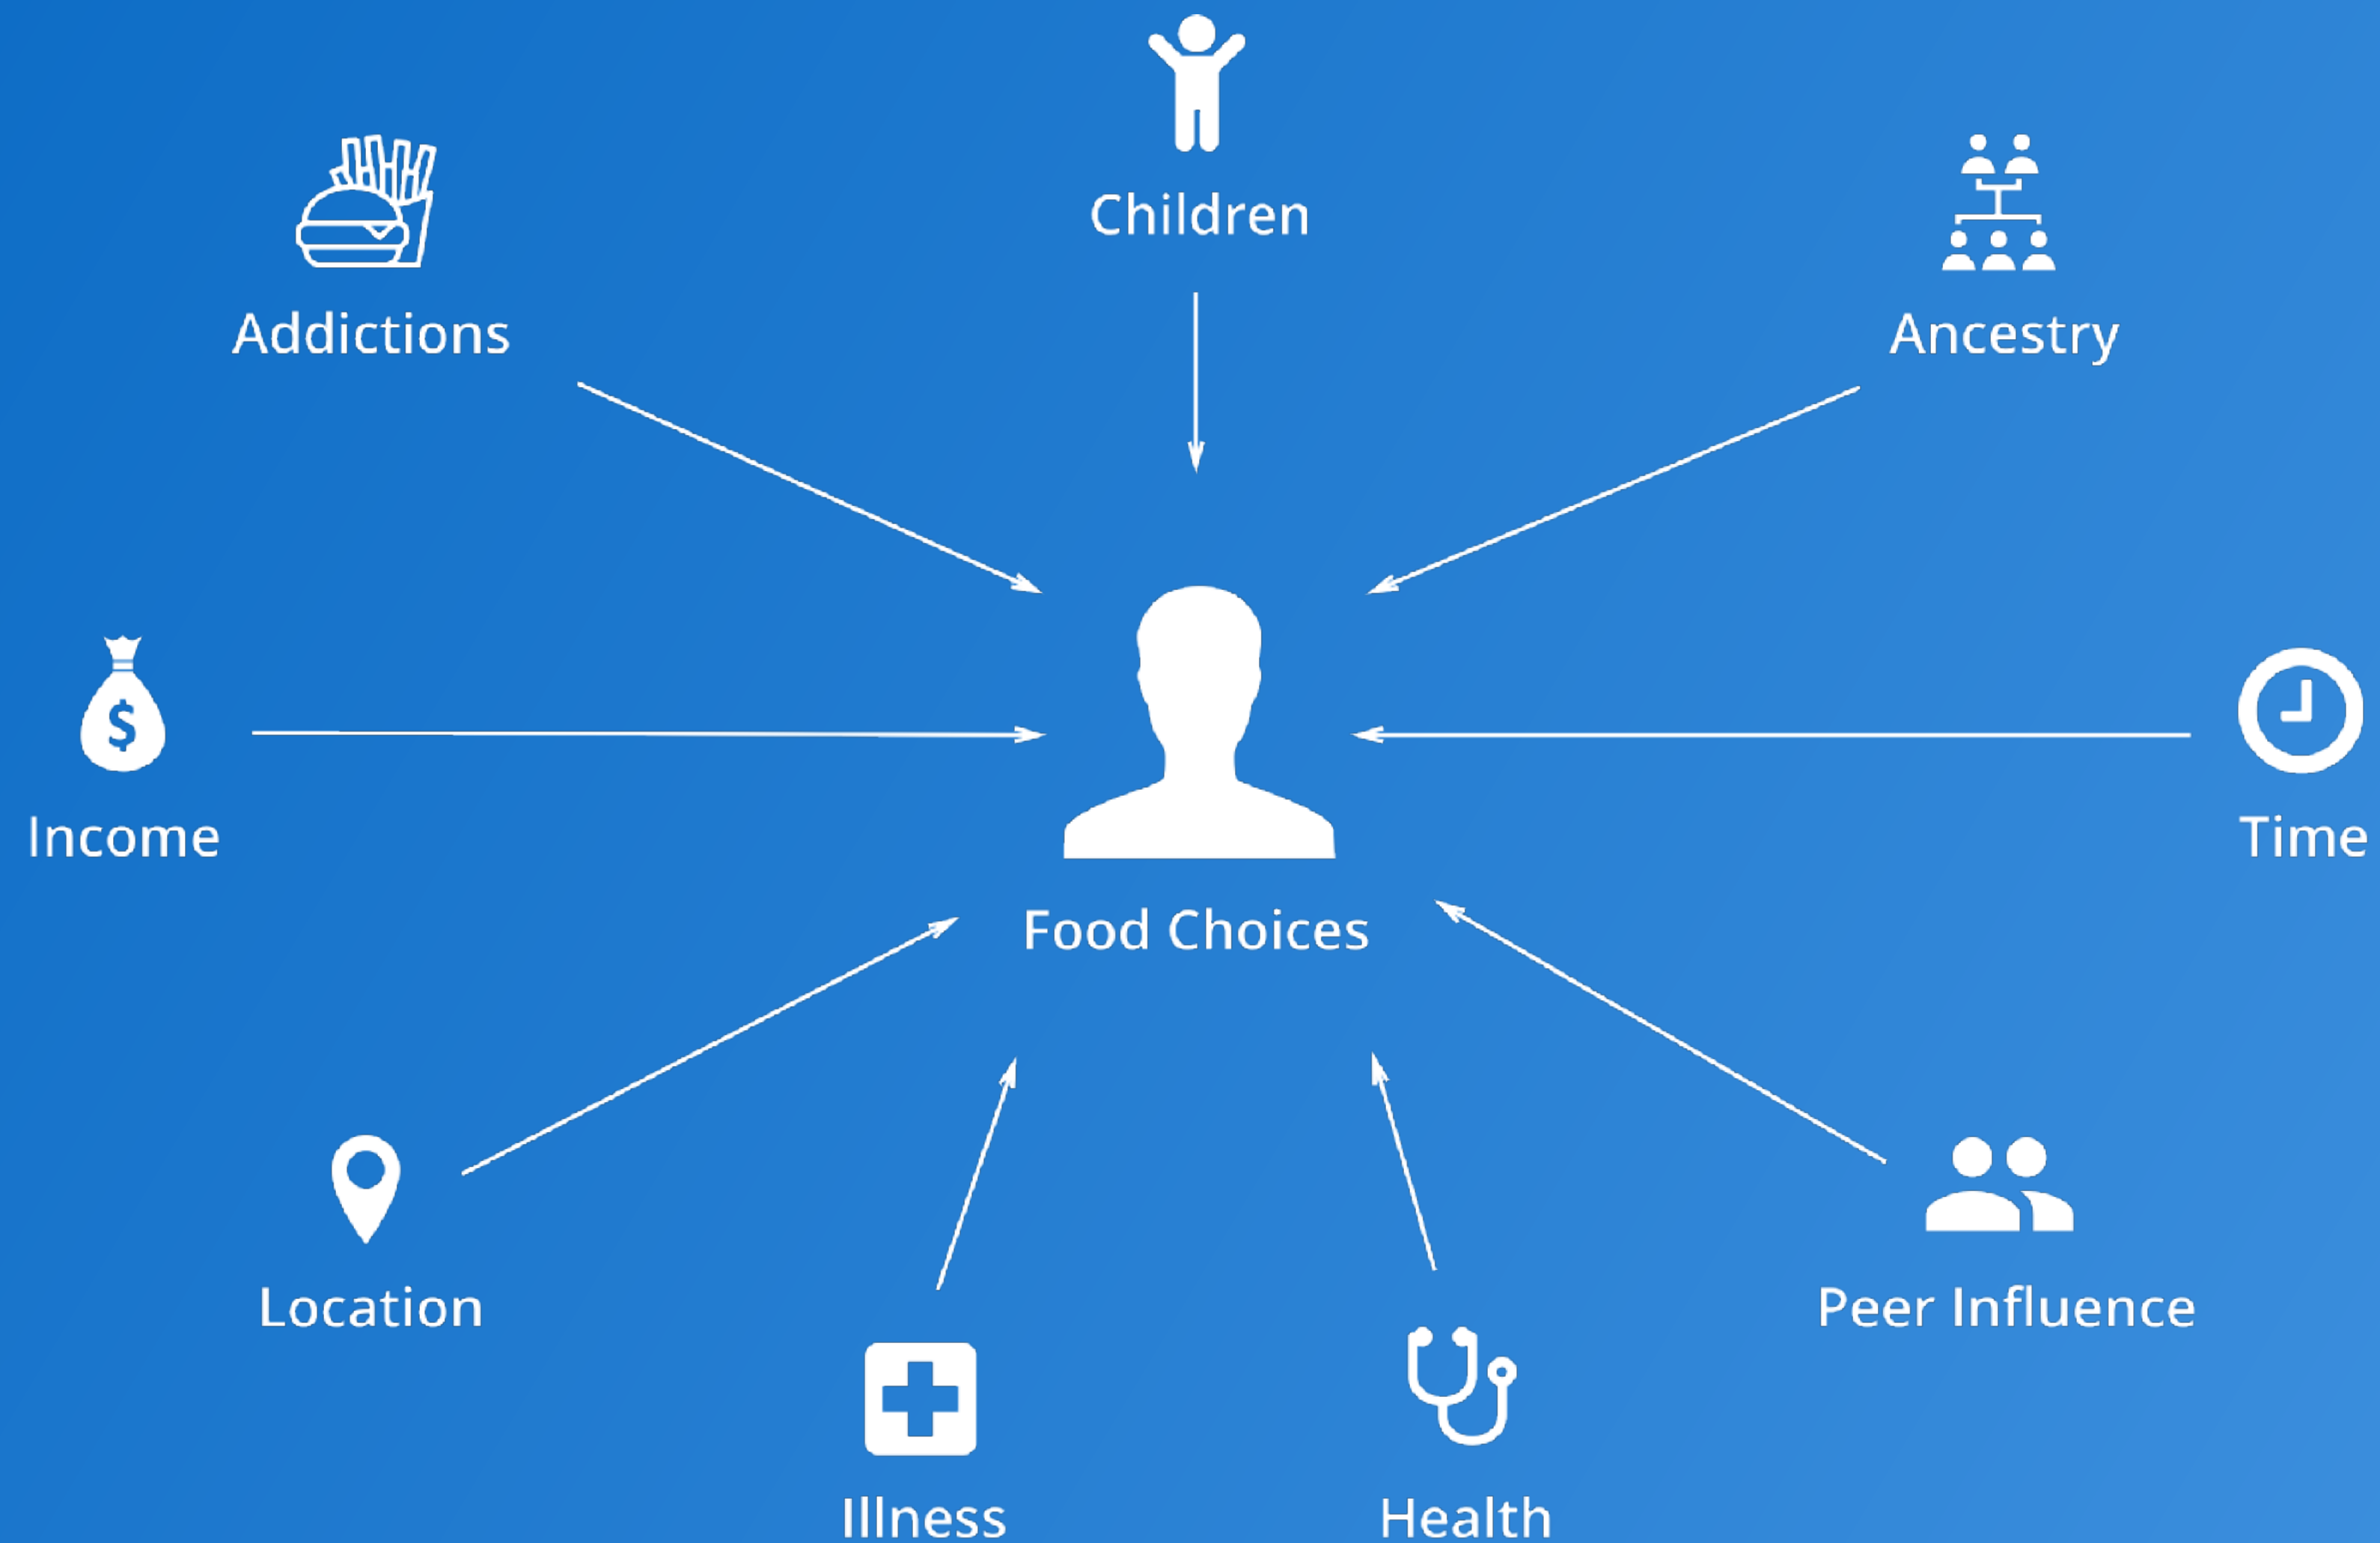 Children
Addictions
Ancestry
$
Income
Time
Food Choices
Location
Peer Influence
Illness
Health